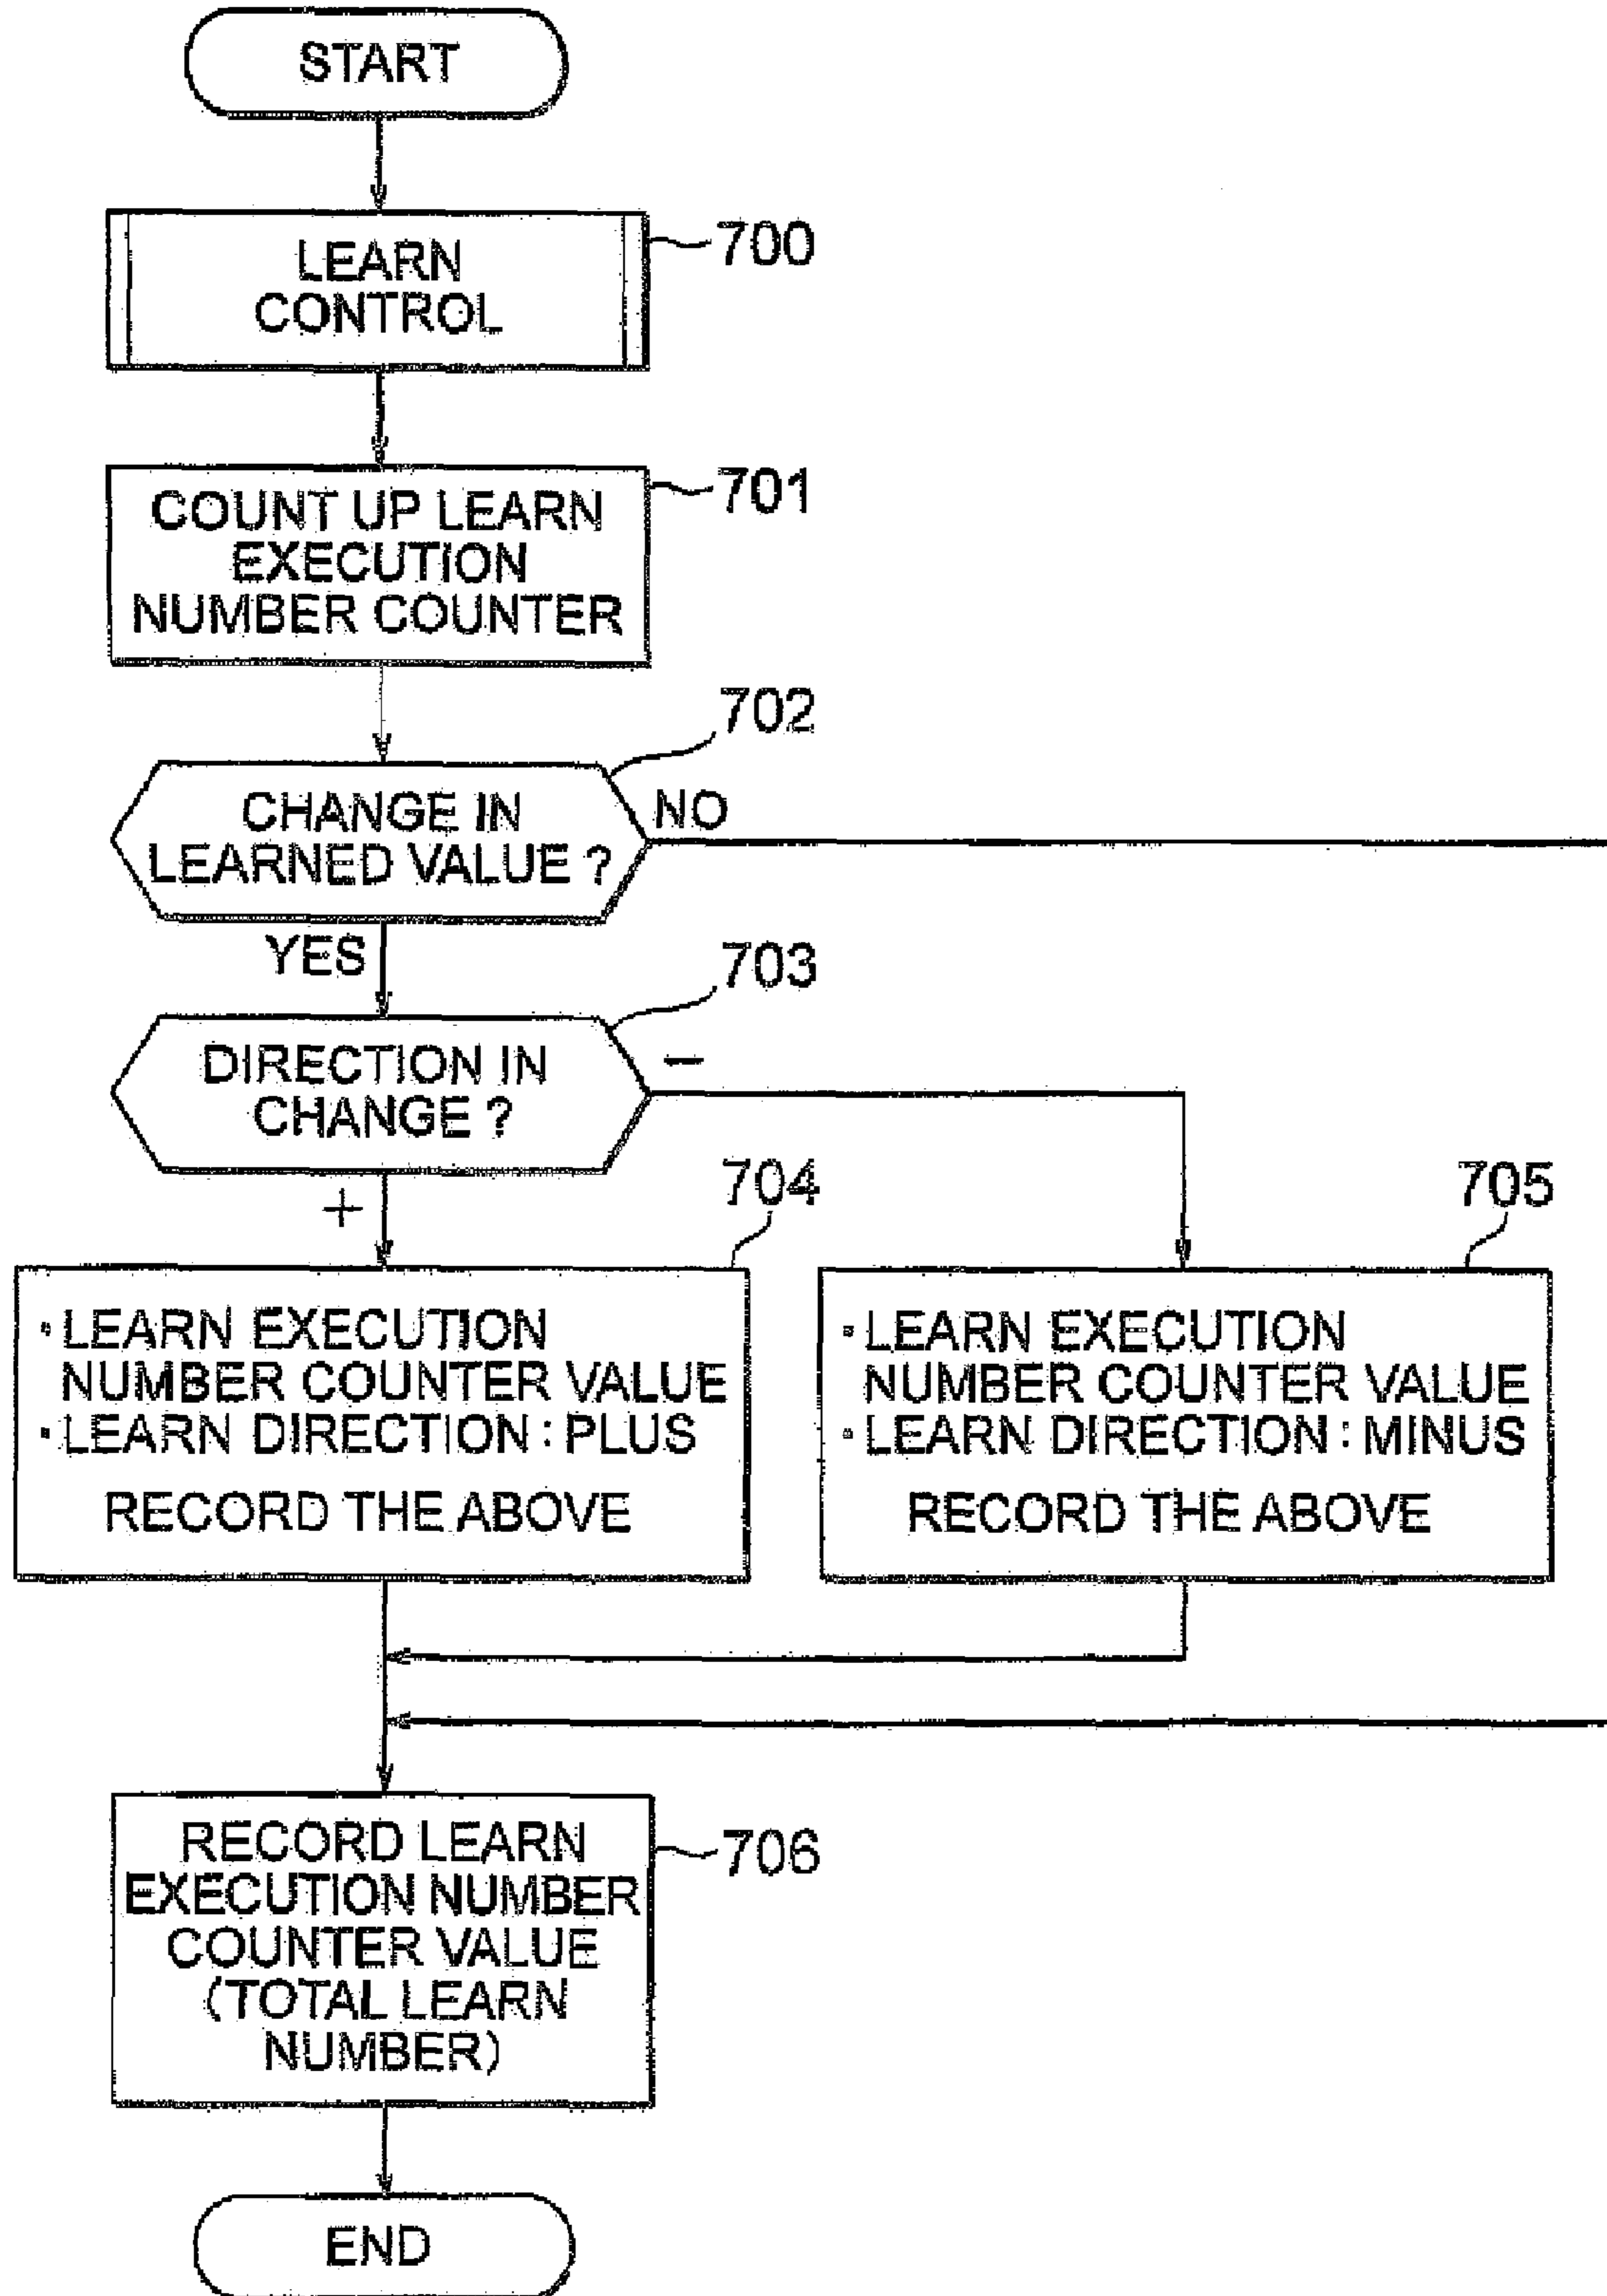 START
LEARN
CONTROL
700
COUNT UP LEARN
EXECUTION
NUMBER COUNTER
701
702
CHANGE IN
LEARNED VALUE ?
NO
YES
703
DIRECTION IN
CHANGE ?
−
+
704
705
▪ LEARN EXECUTION
NUMBER COUNTER VALUE
▪ LEARN DIRECTION : PLUS
RECORD THE ABOVE
▪ LEARN EXECUTION
NUMBER COUNTER VALUE
▪ LEARN DIRECTION : MINUS
RECORD THE ABOVE
RECORD LEARN
EXECUTION NUMBER
COUNTER VALUE
(TOTAL LEARN
NUMBER)
706
END